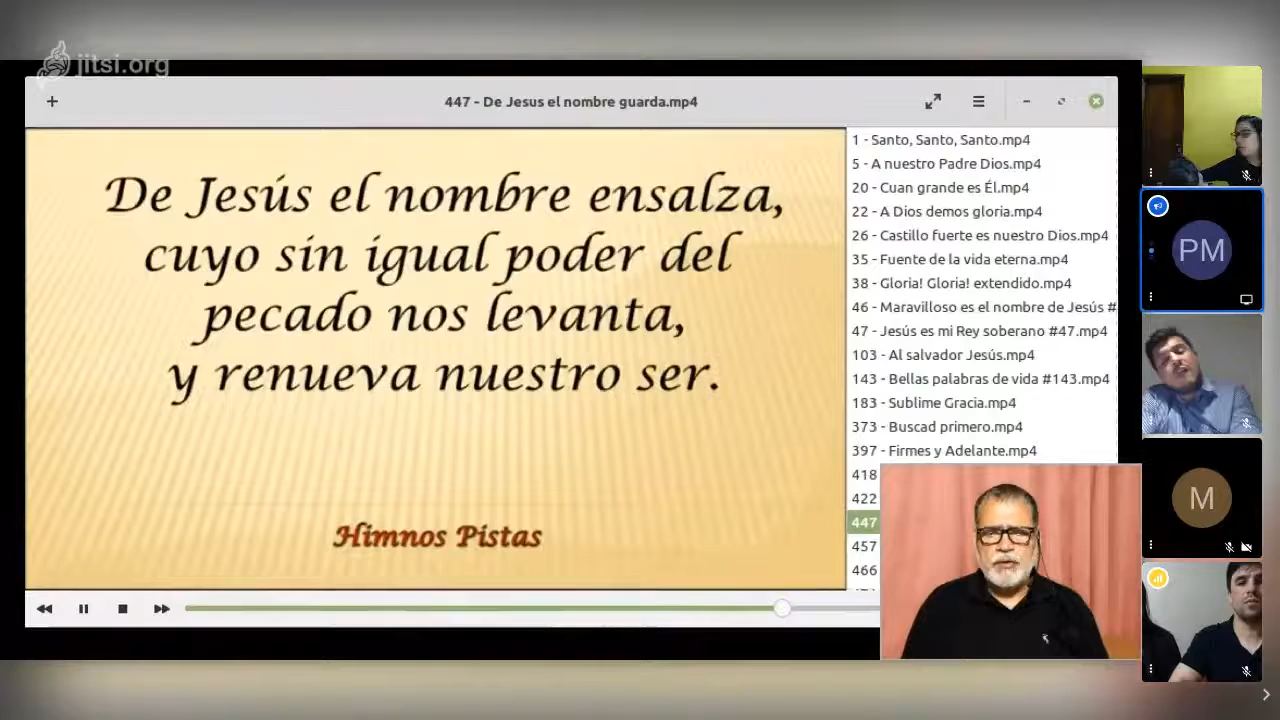 jitsi.org
447 - De Jesus el nombre guarda.mp4
De Jesús el nombre ensalza,
cuyo sin igual poder del
pecado nos levanta,
y renueva nuestro ser.
Himnos Pistas
1 - Santo, Santo, Santo.mp4
5 - A nuestro Padre Dios.mp4
20 - Cuan grande es Él.mp4
22 - A Dios demos gloria.mp4
26 - Castillo fuerte es nuestro Dios.mp4
35 - Fuente de la vida eterna.mp4
38 - Gloria! Gloria! extendido.mp4
46 - Maravilloso es el nombre de Jesús #
47 - Jesús es mi Rey soberano #47.mp4
103 - Al salvador Jesús.mp4
143 - Bellas palabras de vida #143.mp4
183 - Sublime Gracia.mp4
373 - Buscad primero.mp4
397 - Firmes y Adelante.mp4
418
422
447
457
466
PM
M